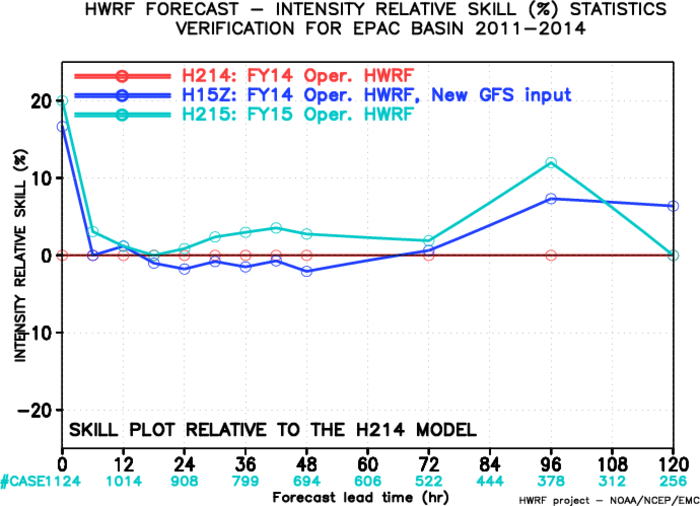 HWRF FORECAST – INTENSITY RELATIVE SKILL (%) STATISTICS
VERIFICATION FOR EPAC BASIN 2011–2014
H214: FY14 Oper. HWRF
H15Z: FY14 Oper. HWRF, New GFS input
H215: FY15 Oper. HWRF
INTENSITY RELATIVE SKILL (%)
20
10
0
–10
–20
SKILL PLOT RELATIVE TO THE H214 MODEL
0 12 24 36 48 60 72 84 96 108 120
#CASE1124 1014 908 799 694 606 522 444 378 312 256
Forecast lead time (hr)
HWRF project – NOAA/NCEP/EMC